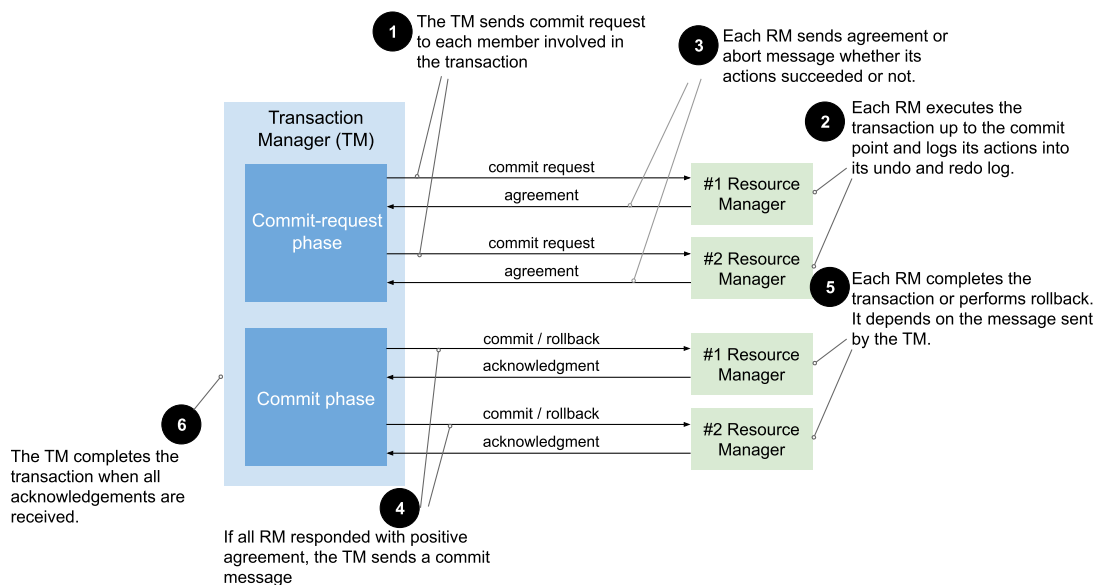 1
The TM sends commit request
to each member involved in
the transaction
3
Each RM sends agreement or
abort message whether its
actions succeeded or not.
2
Each RM executes the
transaction up to the commit
point and logs its actions into
its undo and redo log.
Transaction
Manager (TM)
Commit-request
phase
commit request
agreement
commit request
agreement
#1 Resource
Manager
#2 Resource
Manager
5
Each RM completes the
transaction or performs rollback.
It depends on the message sent
by the TM.
Commit phase
commit / rollback
acknowledgment
commit / rollback
acknowledgment
#1 Resource
Manager
#2 Resource
Manager
6
The TM completes the
transaction when all
acknowledgements are
received.
4
If all RM responded with positive
agreement, the TM sends a commit
message